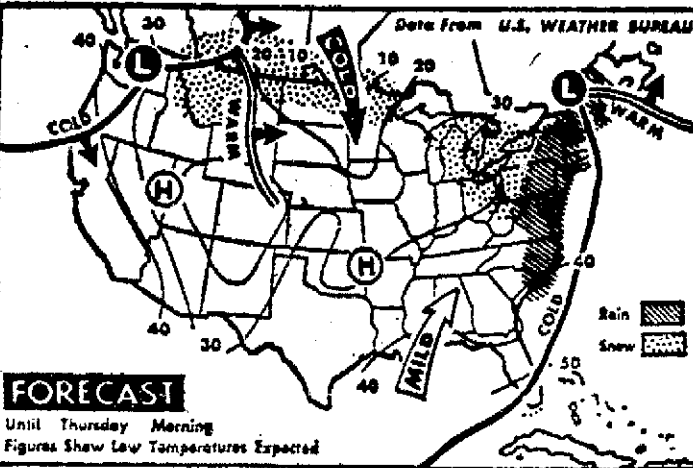 Data From U.S. WEATHER BUREAU
40
30
20
10
COLD
10
20
30
L
L
WARM
COLD
WARM
H
H
40
COLD
Rain
Snow
MILD
40
30
40
50
FORECAST
Until Thursday Morning
Figures Show Low Temperatures Expected